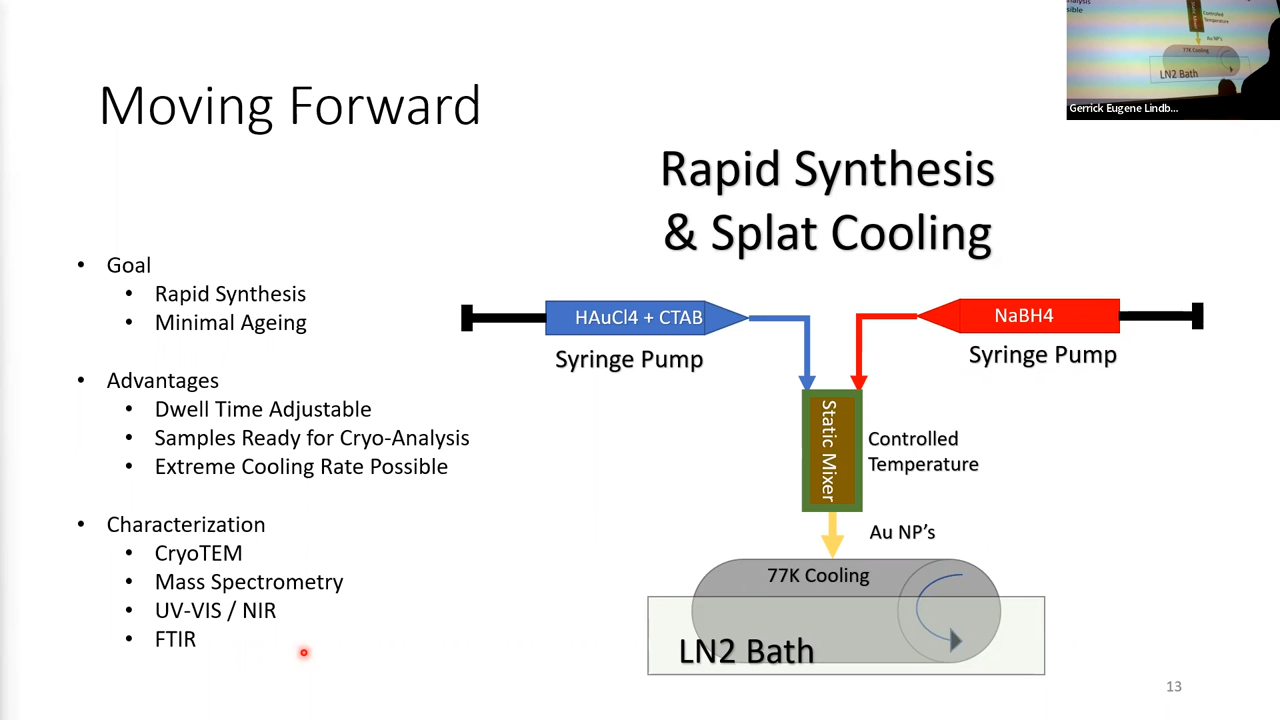 Moving Forward
Rapid Synthesis
& Splat Cooling
• Goal
• Rapid Synthesis
• Minimal Ageing
• Advantages
• Dwell Time Adjustable
• Samples Ready for Cryo-Analysis
• Extreme Cooling Rate Possible
• Characterization
• CryoTEM
• Mass Spectrometry
• UV-VIS / NIR
• FTIR
HAuCl4 + CTAB
Syringe Pump
NaBH4
Syringe Pump
Static Mixer
Controlled
Temperature
Au NP's
77K Cooling
LN2 Bath
13
Controlled
Temperature
Au NP's
77K Cooling
LN2 Bath
Gerrick Eugene Lindb...